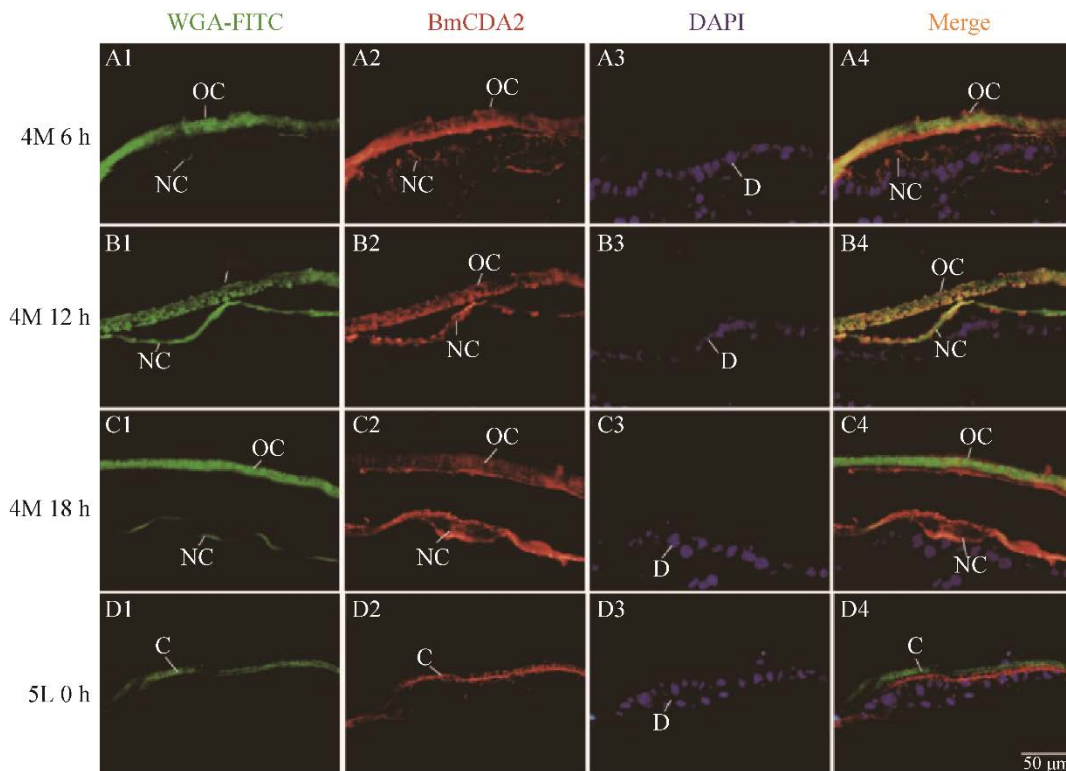 WGA-FITC BmCDA2 DAPI Merge
A1 A2 A3 A4
OC OC OC
4M 6 h
NC NC D NC
B1 B2 B3 B4
OC OC
4M 12 h
NC NC D NC
C1 C2 C3 C4
OC OC OC
4M 18 h
NC NC D NC
D1 D2 D3 D4
C C C
5L 0 h
D
50 μm